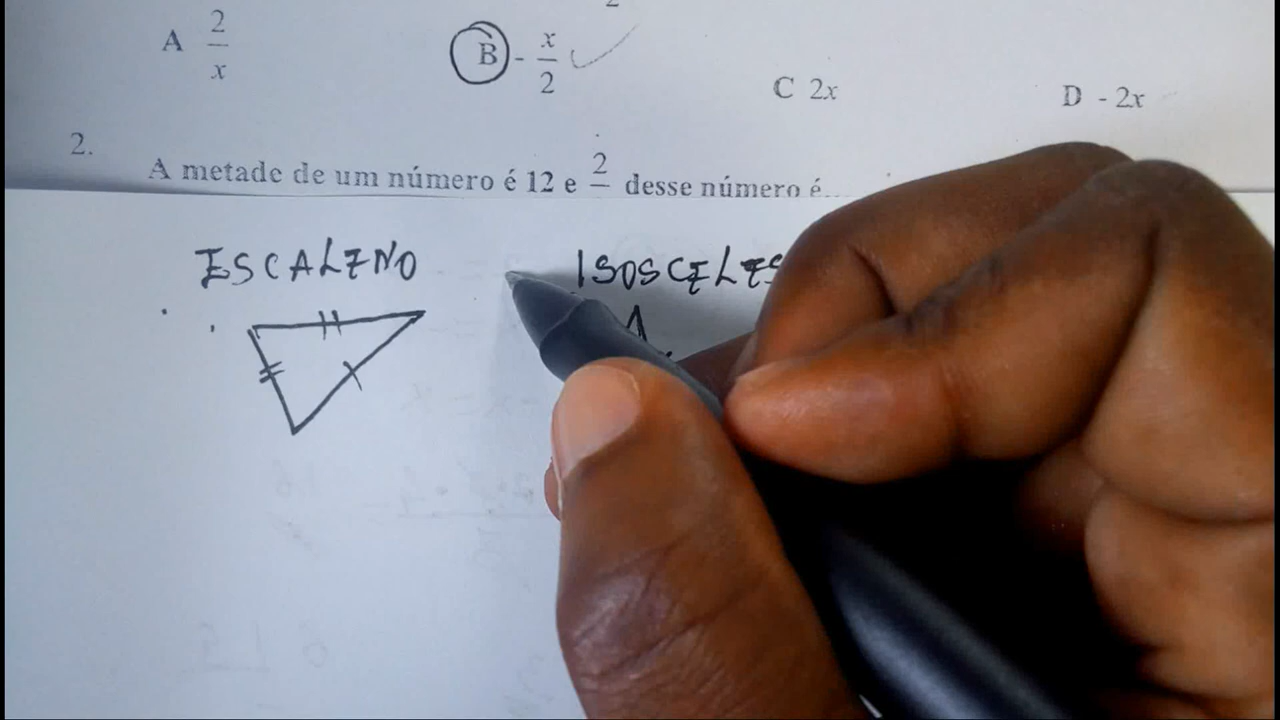 A 2/x B - x/2 C 2x D - 2x
2.
A metade de um número é 12 e 2/ desse número é
ESCALENO ISOSCELES